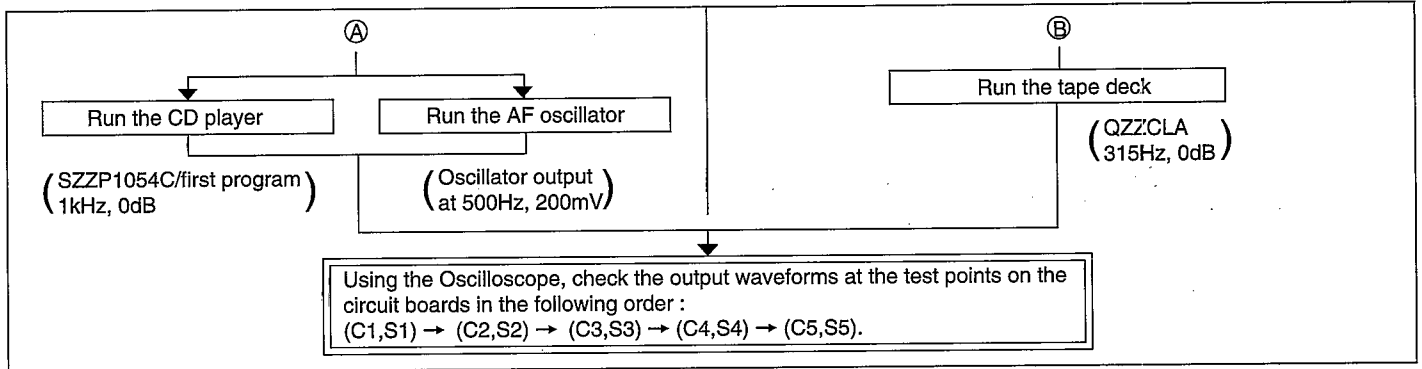 Ⓐ
Ⓑ
Run the CD player
Run the AF oscillator
Run the tape deck
(SZZP1054C/first program
1kHz, 0dB)
(Oscillator output
at 500Hz, 200mV)
(QZZCLA
315Hz, 0dB)
Using the Oscilloscope, check the output waveforms at the test points on the
circuit boards in the following order :
(C1,S1) → (C2,S2) → (C3,S3) → (C4,S4) → (C5,S5).